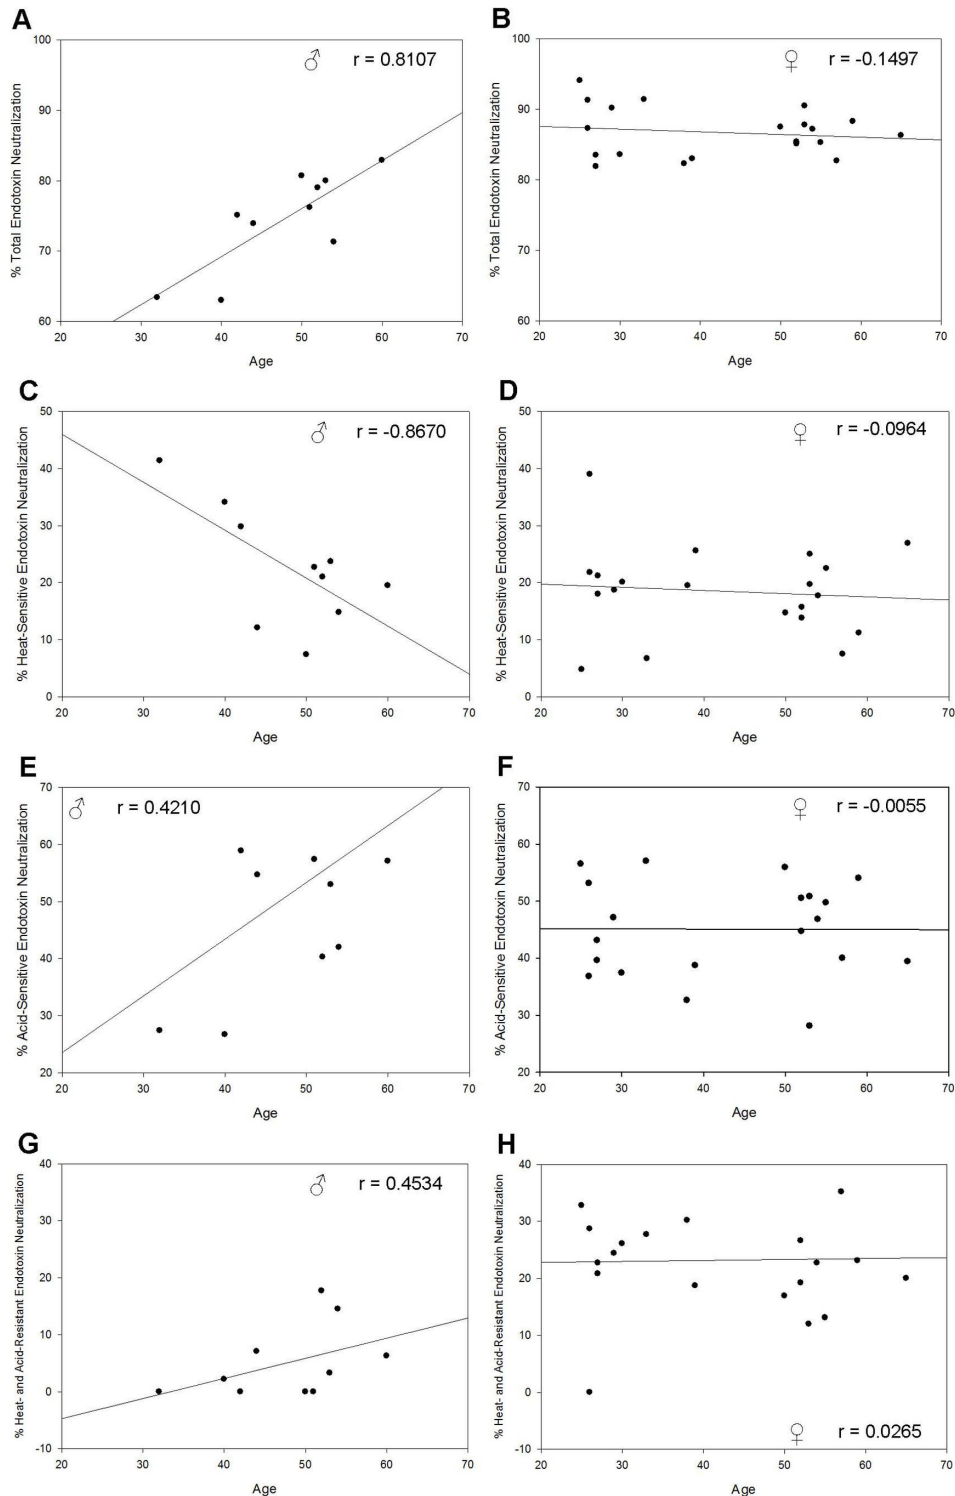 A
♂ r = 0.8107
% Total Endotoxin Neutralization
100
90
80
70
60
20 30 40 50 60 70
Age
B
♀ r = -0.1497
% Total Endotoxin Neutralization
100
90
80
70
60
20 30 40 50 60 70
Age
C
♂ r = -0.8670
% Heat-Sensitive Endotoxin Neutralization
50
40
30
20
10
0
20 30 40 50 60 70
Age
D
♀ r = -0.0964
% Heat-Sensitive Endotoxin Neutralization
50
40
30
20
10
0
20 30 40 50 60 70
Age
E
♂ r = 0.4210
% Acid-Sensitive Endotoxin Neutralization
70
60
50
40
30
20
20 30 40 50 60 70
Age
F
♀ r = -0.0055
% Acid-Sensitive Endotoxin Neutralization
70
60
50
40
30
20
20 30 40 50 60 70
Age
G
♂ r = 0.4534
% Heat- and Acid-Resistant Endotoxin Neutralization
40
30
20
10
0
-10
20 30 40 50 60 70
Age
H
% Heat- and Acid-Resistant Endotoxin Neutralization
40
30
20
10
0
-10
♀ r = 0.0265
20 30 40 50 60 70
Age